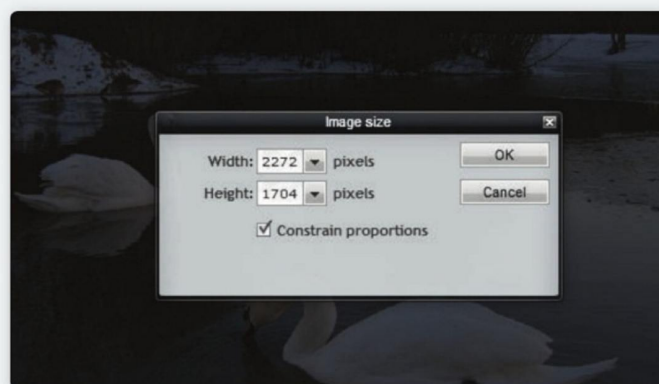 Image size
Width: 2272 pixels OK
Height: 1704 pixels Cancel
Constrain proportions